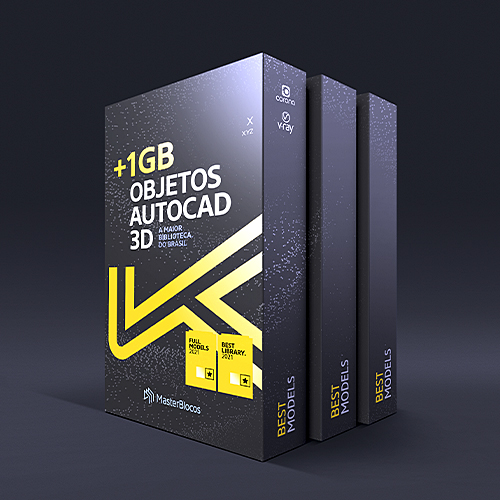 +1GB
OBJETOS
AUTOCAD
3D
A MAIOR
BIBLIOTECA
DO BRASIL
X
XYZ
FULL
MODELS
2021
BEST
LIBRARY.
2021
MasterBlocos
corona
v-ray
BEST
MODELS
BEST
MODELS
BEST
MODELS